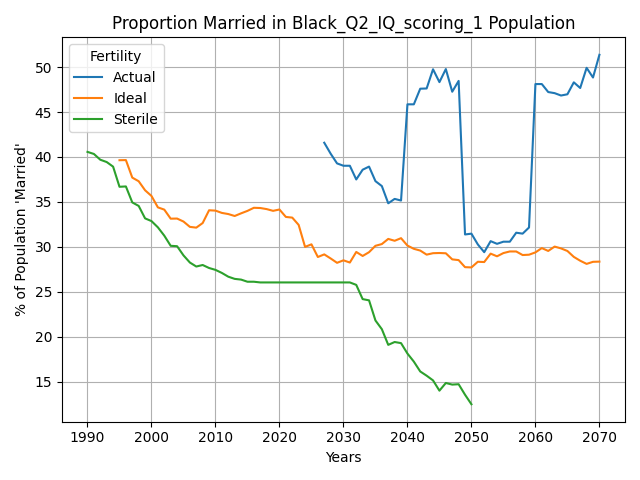 Proportion Married in Black_Q2_IQ_scoring_1 Population
Fertility
Actual
Ideal
Sterile
% of Population 'Married'
50
45
40
35
30
25
20
15
1990 2000 2010 2020 2030 2040 2050 2060 2070
Years